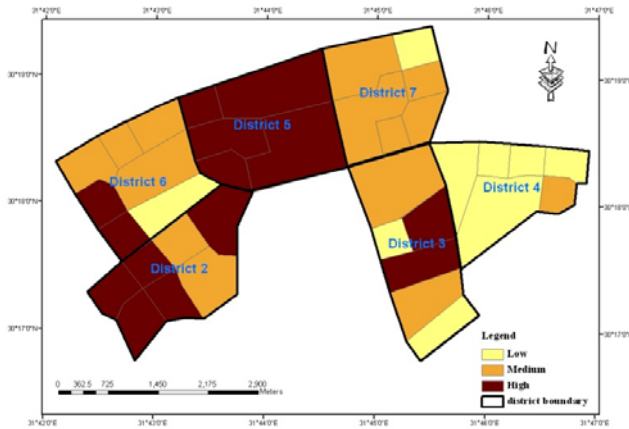 31°42'0"E 31°43'0"E 31°44'0"E 31°45'0"E 31°46'0"E 31°47'0"E
N
30°19'0"N 30°19'0"N
District 7
District 5
District 6
District 4
30°18'0"N 30°18'0"N
District 3
District 2
30°17'0"N 30°17'0"N
Legend
Low
Medium
High
district boundary
0 362.5 725 1,450 2,175 2,900
Meters
31°42'0"E 31°43'0"E 31°44'0"E 31°45'0"E 31°46'0"E 31°47'0"E